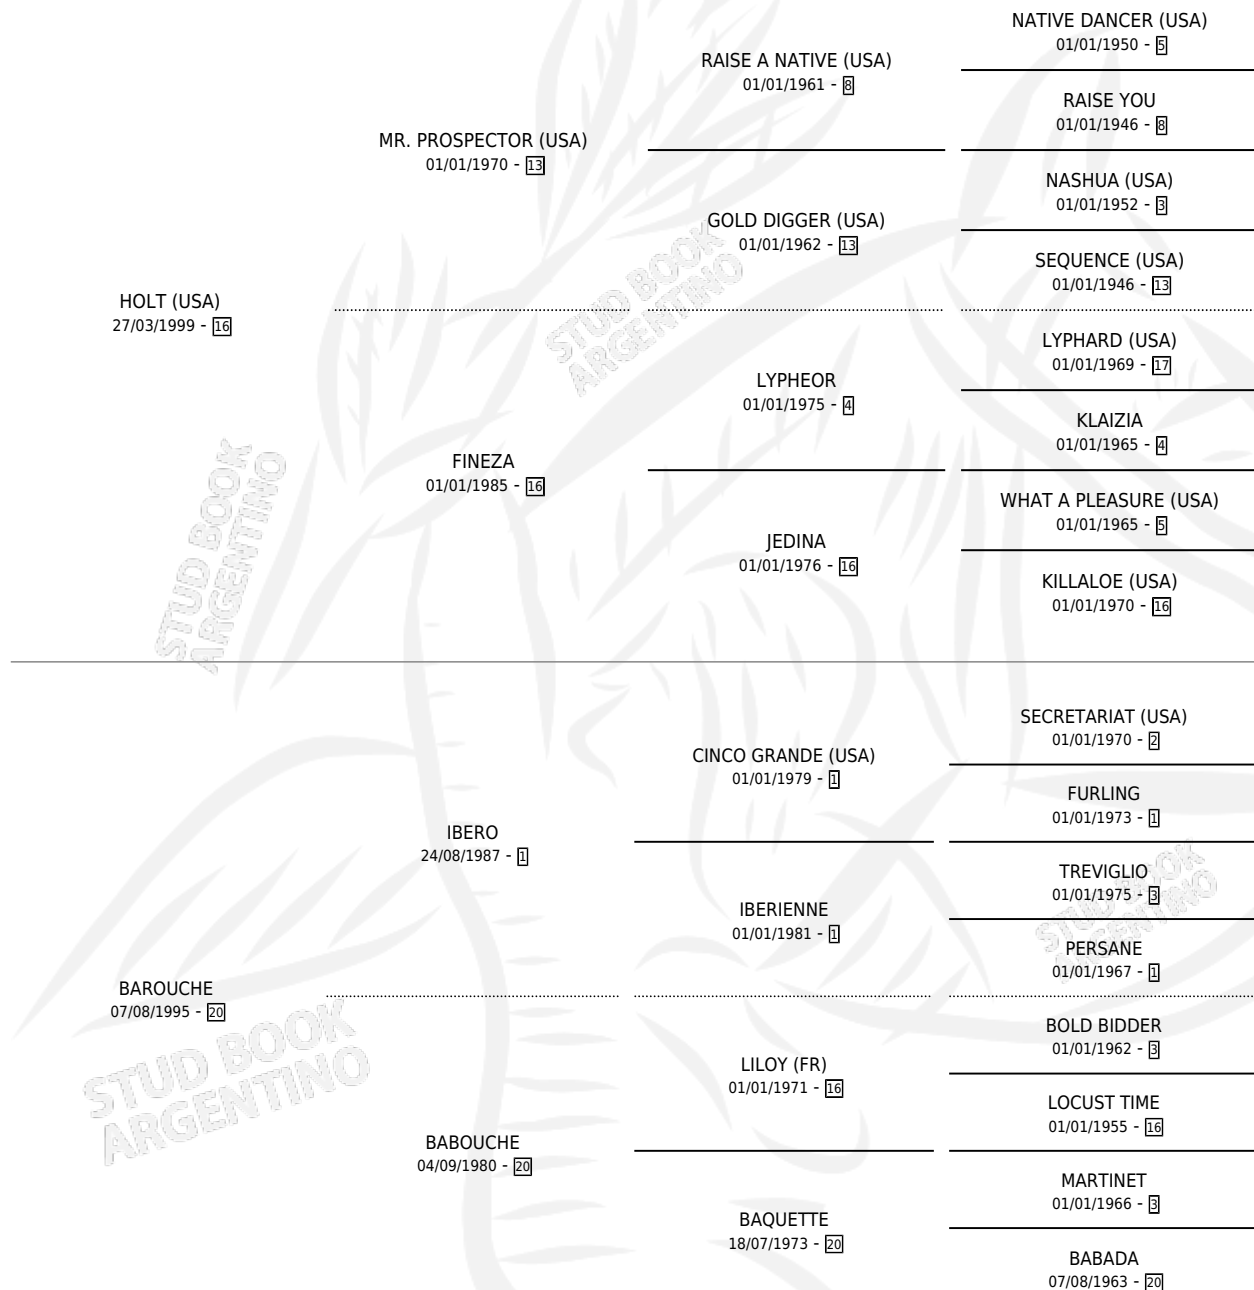 NATIVE DANCER (USA)
01/01/1950 - 5
RAISE A NATIVE (USA)
01/01/1961 - 8
RAISE YOU
01/01/1946 - 8
MR. PROSPECTOR (USA)
01/01/1970 - 13
NASHUA (USA)
01/01/1952 - 3
GOLD DIGGER (USA)
01/01/1962 - 13
SEQUENCE (USA)
01/01/1946 - 13
HOLT (USA)
27/03/1999 - 16
LYPHARD (USA)
01/01/1969 - 17
LYPHEOR
01/01/1975 - 4
KLAIZIA
01/01/1965 - 4
FINEZA
01/01/1985 - 16
WHAT A PLEASURE (USA)
01/01/1965 - 5
JEDINA
01/01/1976 - 16
KILLALOE (USA)
01/01/1970 - 16
SECRETARIAT (USA)
01/01/1970 - 2
CINCO GRANDE (USA)
01/01/1979 - 1
FURLING
01/01/1973 - 1
IBERO
24/08/1987 - 1
TREVIGLIO
01/01/1975 - 3
IBERIENNE
01/01/1981 - 1
PERSANE
01/01/1967 - 1
BAROUCHE
07/08/1995 - 20
BOLD BIDDER
01/01/1962 - 3
LILOY (FR)
01/01/1971 - 16
LOCUST TIME
01/01/1955 - 16
BABOUCHE
04/09/1980 - 20
MARTINET
01/01/1966 - 3
BAQUETTE
18/07/1973 - 20
BABADA
07/08/1963 - 20
STUD BOOK
ARGENTINO
STUD BOOK
ARGENTINO
STUD BOOK
ARGENTINO
STUD BOOK
ARGENTINO